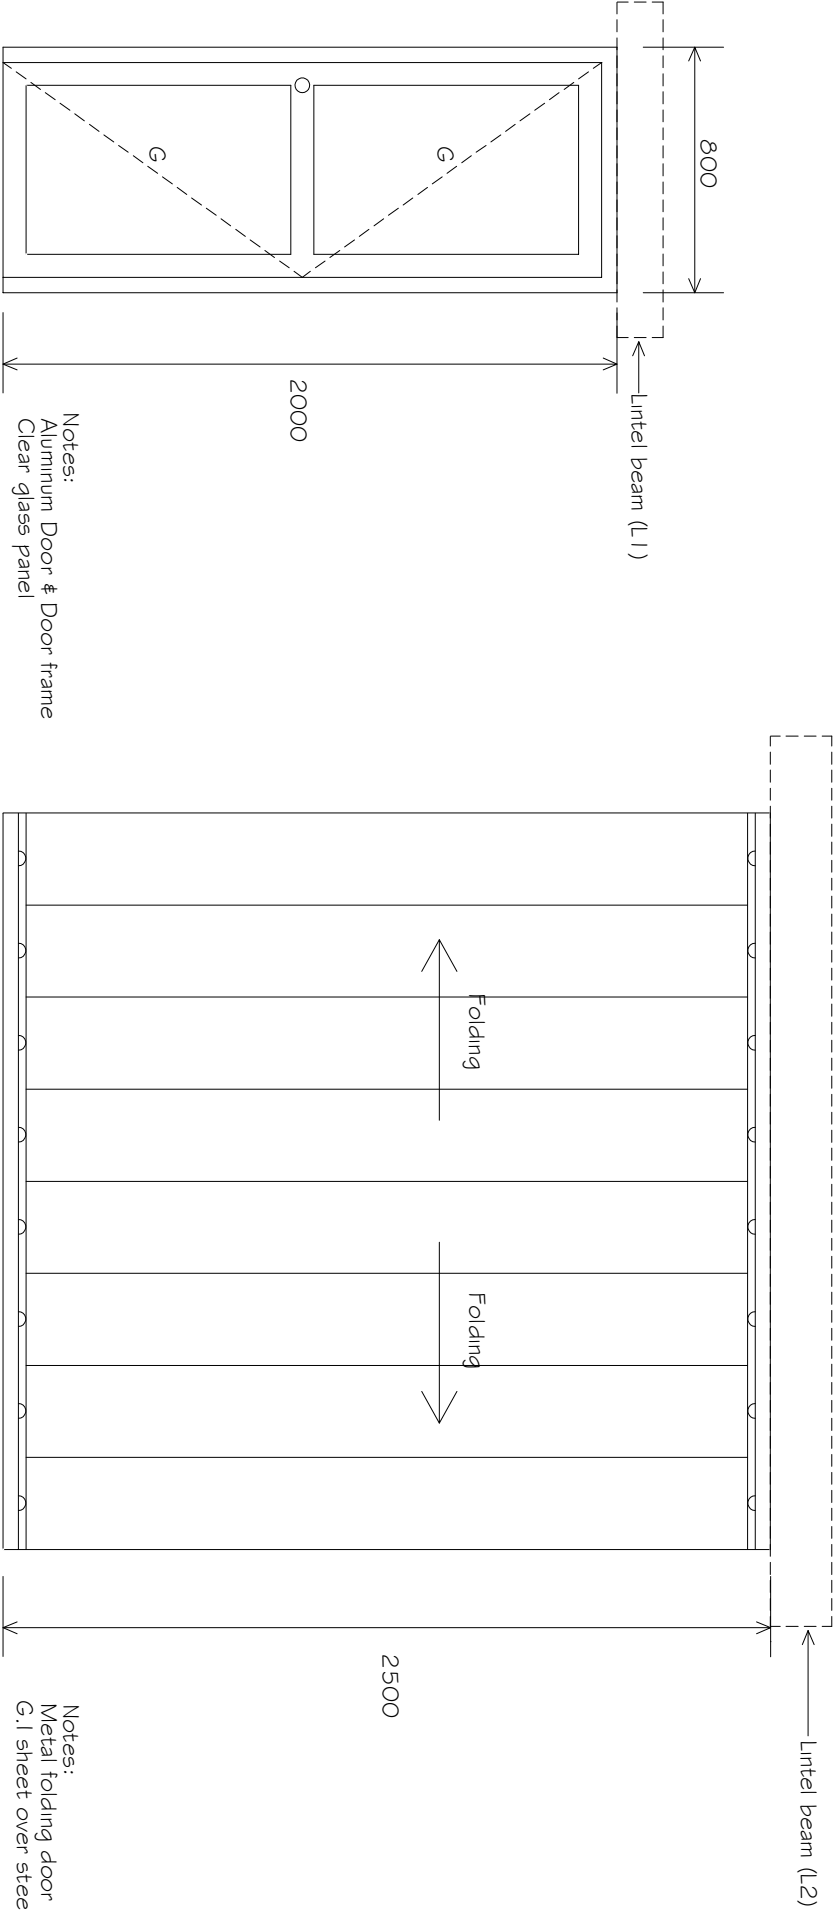 800
G
G
2000
Lintel beam (L1)
Notes:
Aluminum Door & Door frame
Clear glass panel
Folding
Folding
2500
Lintel beam (L2)
Notes:
Metal folding door
G.I sheet over stee